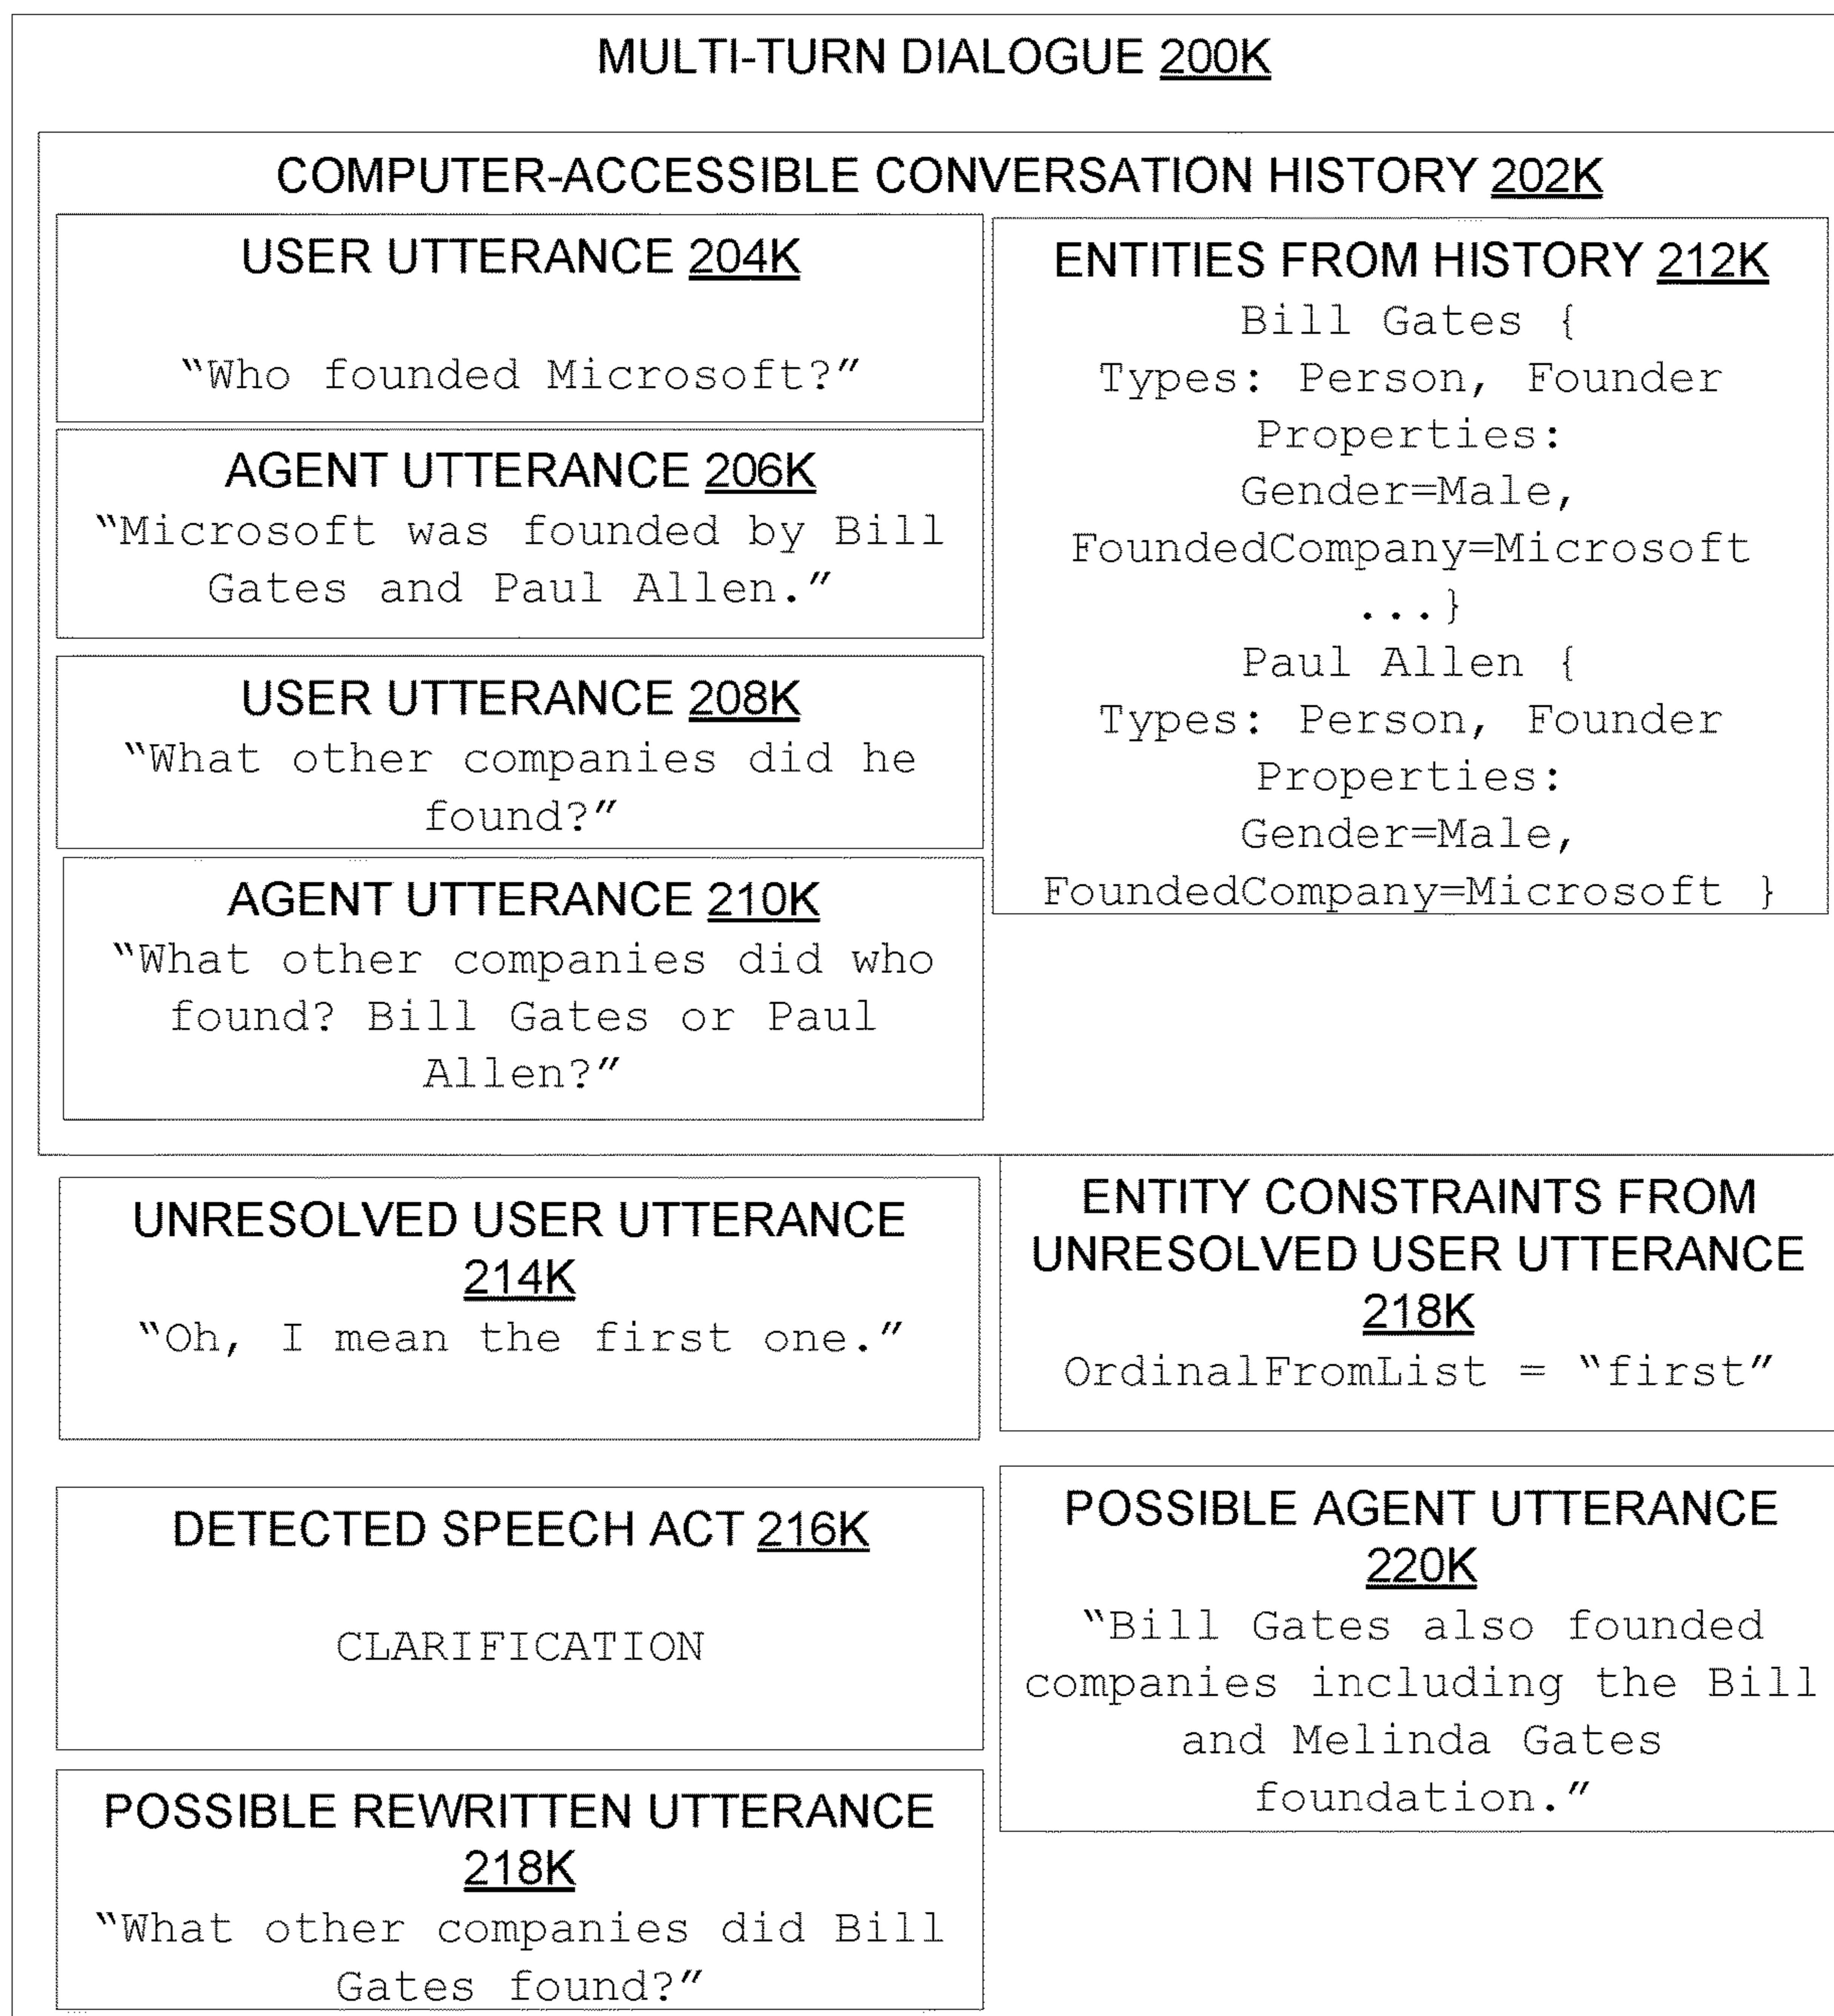 MULTI-TURN DIALOGUE 200K
COMPUTER-ACCESSIBLE CONVERSATION HISTORY 202K
USER UTTERANCE 204K
“Who founded Microsoft?”
AGENT UTTERANCE 206K
“Microsoft was founded by Bill
Gates and Paul Allen.”
USER UTTERANCE 208K
“What other companies did he
found?”
AGENT UTTERANCE 210K
“What other companies did who
found? Bill Gates or Paul
Allen?”
ENTITIES FROM HISTORY 212K
Bill Gates {
Types: Person, Founder
Properties:
Gender=Male,
FoundedCompany=Microsoft
...}
Paul Allen {
Types: Person, Founder
Properties:
Gender=Male,
FoundedCompany=Microsoft }
UNRESOLVED USER UTTERANCE
214K
“Oh, I mean the first one.”
ENTITY CONSTRAINTS FROM
UNRESOLVED USER UTTERANCE
218K
OrdinalFromList = “first”
DETECTED SPEECH ACT 216K
CLARIFICATION
POSSIBLE REWRITTEN UTTERANCE
218K
“What other companies did Bill
Gates found?”
POSSIBLE AGENT UTTERANCE
220K
“Bill Gates also founded
companies including the Bill
and Melinda Gates
foundation.”